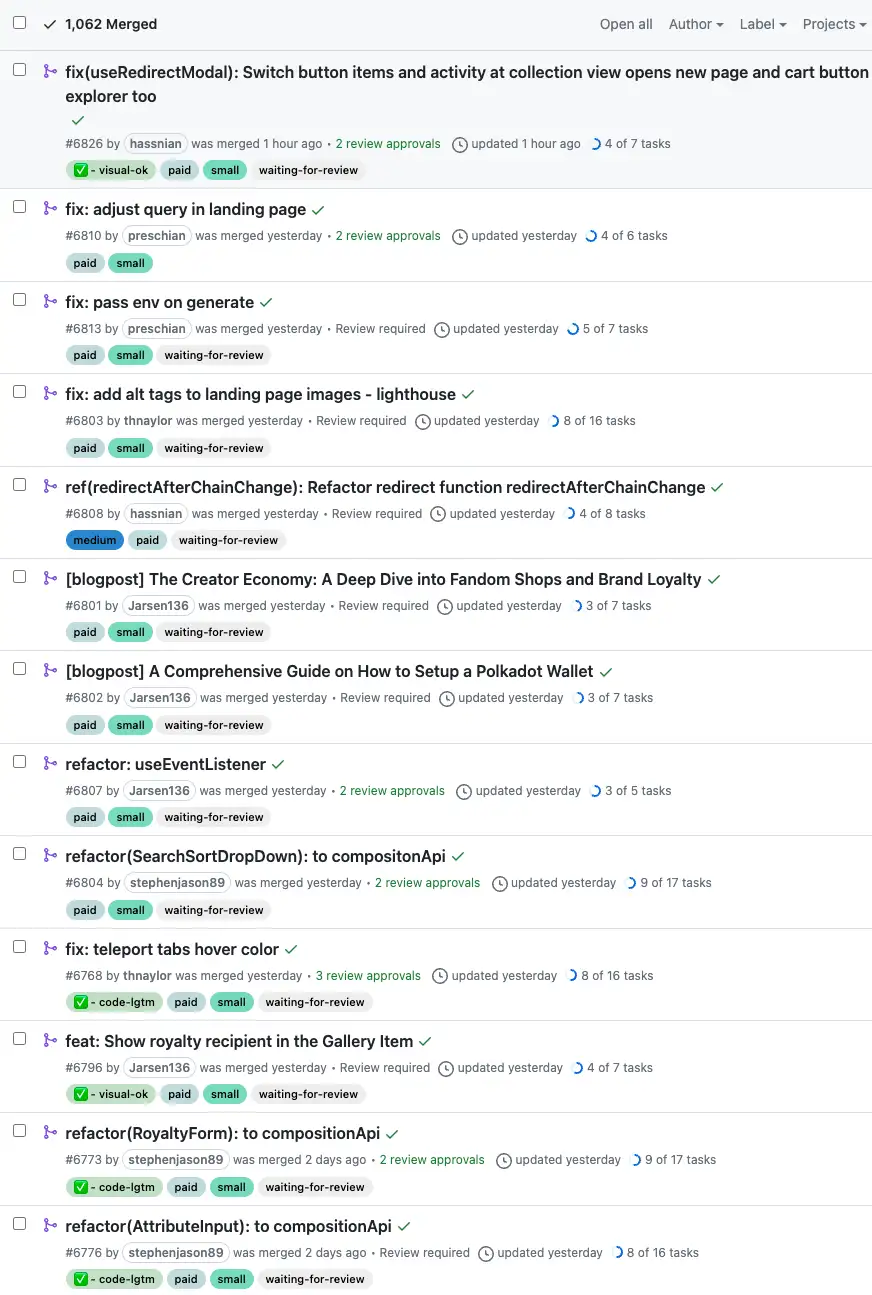 1,062 Merged Open all Author Label Projects
fix(useRedirectModal): Switch button items and activity at collection view opens new page and cart button
explorer too
#6826 by hassnian was merged 1 hour ago • 2 review approvals updated 1 hour ago 4 of 7 tasks
✅ - visual-ok paid small waiting-for-review
fix: adjust query in landing page
#6810 by preschian was merged yesterday • 2 review approvals updated yesterday 4 of 6 tasks
paid small
fix: pass env on generate
#6813 by preschian was merged yesterday • Review required updated yesterday 5 of 7 tasks
paid small waiting-for-review
fix: add alt tags to landing page images - lighthouse
#6803 by thnaylor was merged yesterday • Review required updated yesterday 8 of 16 tasks
paid small waiting-for-review
ref(redirectAfterChainChange): Refactor redirect function redirectAfterChainChange
#6808 by hassnian was merged yesterday • Review required updated yesterday 4 of 8 tasks
medium paid waiting-for-review
[blogpost] The Creator Economy: A Deep Dive into Fandom Shops and Brand Loyalty
#6801 by Jarsen136 was merged yesterday • Review required updated yesterday 3 of 7 tasks
paid small waiting-for-review
[blogpost] A Comprehensive Guide on How to Setup a Polkadot Wallet
#6802 by Jarsen136 was merged yesterday • Review required updated yesterday 3 of 7 tasks
paid small waiting-for-review
refactor: useEventListener
#6807 by Jarsen136 was merged yesterday • 2 review approvals updated yesterday 3 of 5 tasks
paid small waiting-for-review
refactor(SearchSortDropDown): to compositonApi
#6804 by stephenjason89 was merged yesterday • 2 review approvals updated yesterday 9 of 17 tasks
paid small waiting-for-review
fix: teleport tabs hover color
#6768 by thnaylor was merged yesterday • 3 review approvals updated yesterday 8 of 16 tasks
✅ - code-lgtm paid small waiting-for-review
feat: Show royalty recipient in the Gallery Item
#6796 by Jarsen136 was merged yesterday • Review required updated yesterday 4 of 7 tasks
✅ - visual-ok paid small waiting-for-review
refactor(RoyaltyForm): to compositionApi
#6773 by stephenjason89 was merged 2 days ago • 2 review approvals updated yesterday 9 of 17 tasks
✅ - code-lgtm paid small waiting-for-review
refactor(AttributeInput): to compositionApi
#6776 by stephenjason89 was merged 2 days ago • Review required updated yesterday 8 of 16 tasks
✅ - code-lgtm paid small waiting-for-review